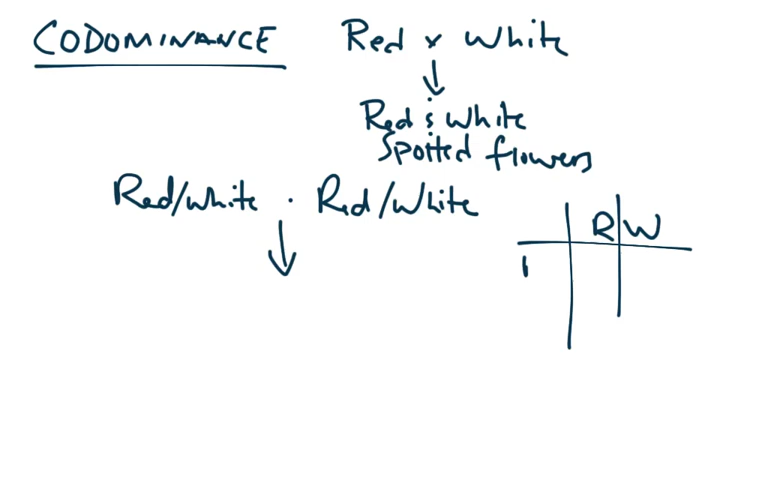 CODOMINANCE Red x White
Red & White
Spotted flowers
Red/White · Red/White
R W